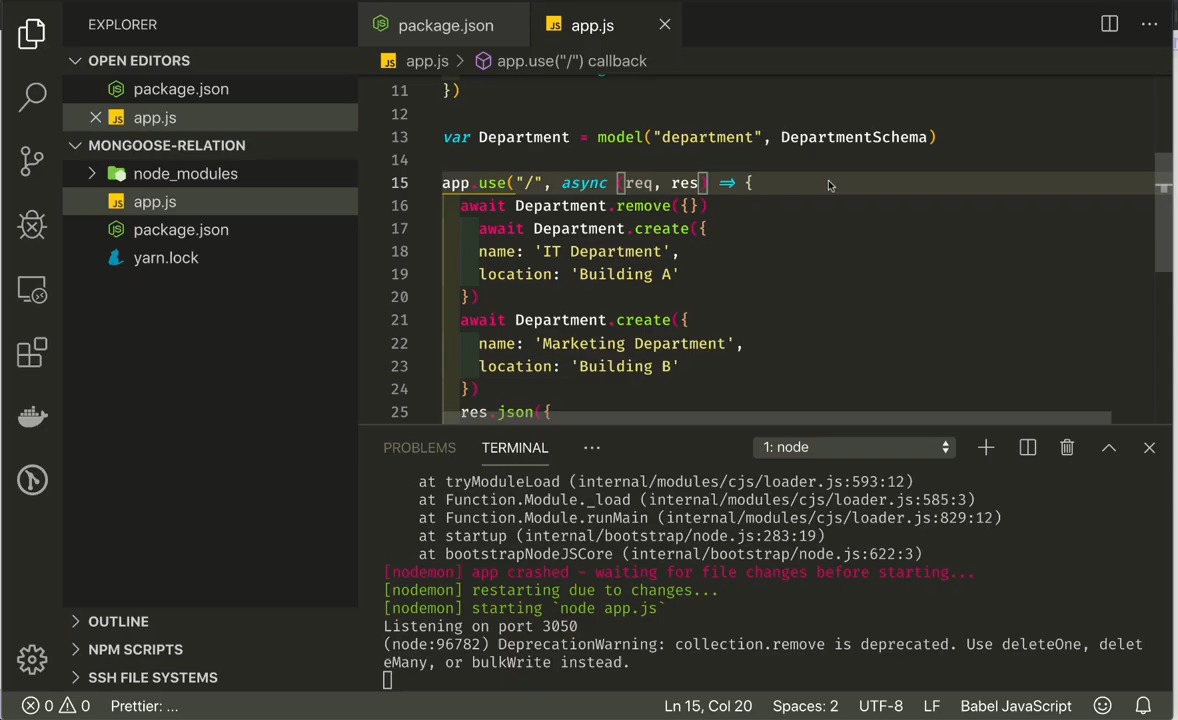 EXPLORER
OPEN EDITORS
package.json
app.js
MONGOOSE-RELATION
node_modules
app.js
package.json
yarn.lock
OUTLINE
NPM SCRIPTS
SSH FILE SYSTEMS
package.json
JS app.js
JS app.js > app.use("/") callback
11 })
12
13 var Department = model("department", DepartmentSchema)
14
15 app.use("/", async (req, res) => {
16 await Department.remove({})
17 await Department.create({
18 name: 'IT Department',
19 location: 'Building A'
20 })
21 await Department.create({
22 name: 'Marketing Department',
23 location: 'Building B'
24 })
25 res.json({
PROBLEMS TERMINAL ··· 1: node
at tryModuleLoad (internal/modules/cjs/loader.js:593:12)
at Function.Module._load (internal/modules/cjs/loader.js:585:3)
at Function.Module.runMain (internal/modules/cjs/loader.js:829:12)
at startup (internal/bootstrap/node.js:283:19)
at bootstrapNodeJSCore (internal/bootstrap/node.js:622:3)
[nodemon] app crashed - waiting for file changes before starting...
[nodemon] restarting due to changes...
[nodemon] starting `node app.js`
Listening on port 3050
(node:96782) DeprecationWarning: collection.remove is deprecated. Use deleteOne, delet
eMany, or bulkWrite instead.
0 0 Prettier: ... Ln 15, Col 20 Spaces: 2 UTF-8 LF Babel JavaScript